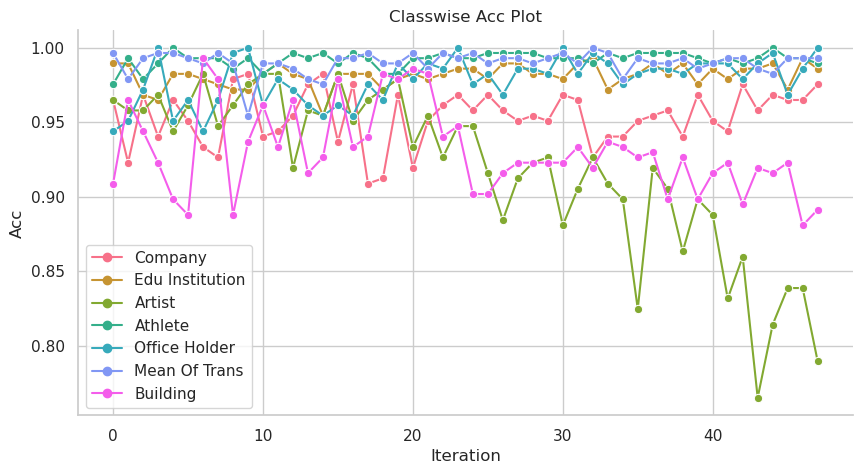 Classwise Acc Plot
1.00
0.95
0.90
0.85
0.80
Acc
Company
Edu Institution
Artist
Athlete
Office Holder
Mean Of Trans
Building
0 10 20 30 40
Iteration